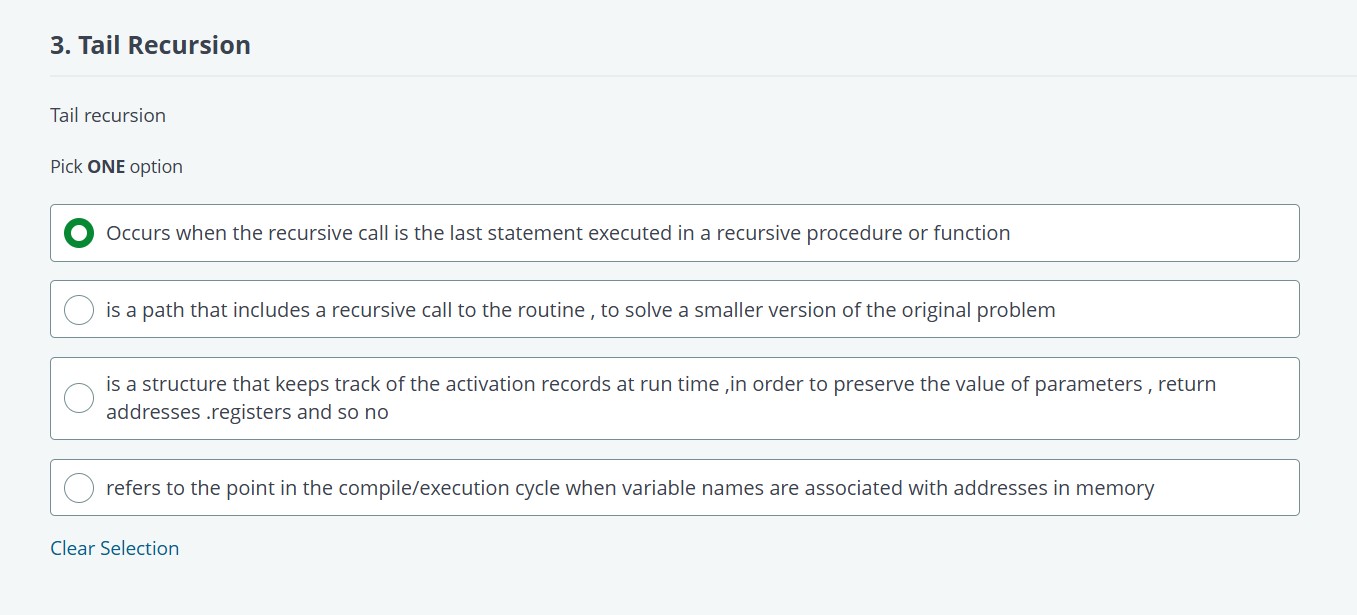 3. Tail Recursion
Tail recursion
Pick ONE option
Occurs when the recursive call is the last statement executed in a recursive procedure or function
is a path that includes a recursive call to the routine , to solve a smaller version of the original problem
is a structure that keeps track of the activation records at run time ,in order to preserve the value of parameters , return
addresses .registers and so no
refers to the point in the compile/execution cycle when variable names are associated with addresses in memory
Clear Selection